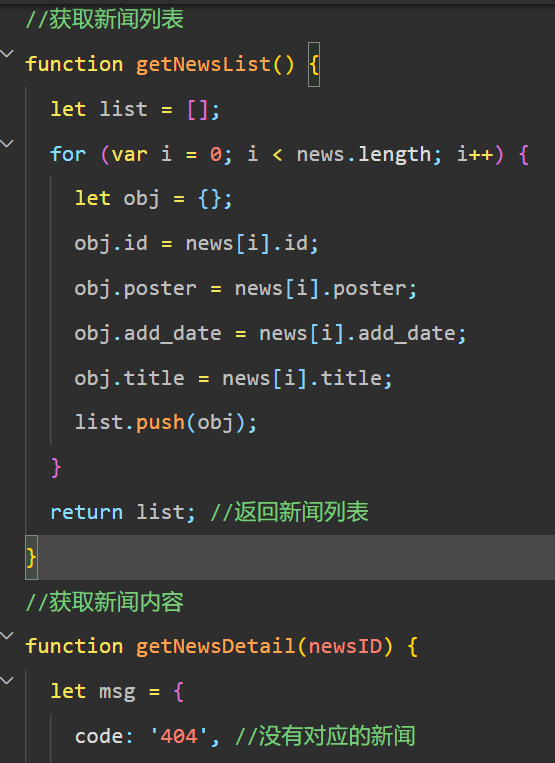 //获取新闻列表
function getNewsList() {
let list = [];
for (var i = 0; i < news.length; i++) {
let obj = {};
obj.id = news[i].id;
obj.poster = news[i].poster;
obj.add_date = news[i].add_date;
obj.title = news[i].title;
list.push(obj);
}
return list; //返回新闻列表
}
//获取新闻内容
function getNewsDetail(newsID) {
let msg = {
code: '404', //没有对应的新闻